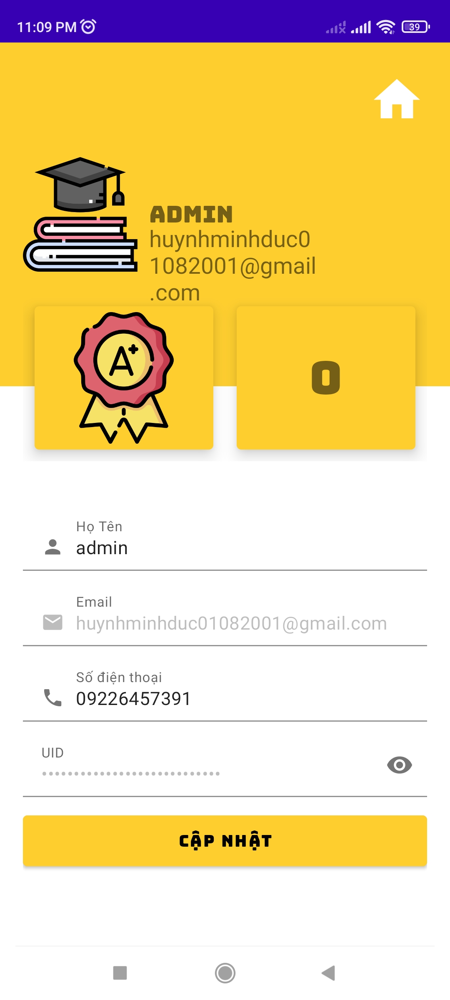 11:09 PM
39
ADMIN
huynhminhduc0
1082001@gmail
.com
A+
0
Họ Tên
admin
Email
huynhminhduc01082001@gmail.com
Số điện thoại
09226457391
UID
••••••••••••••••••••••••••••
CẬP NHẬT